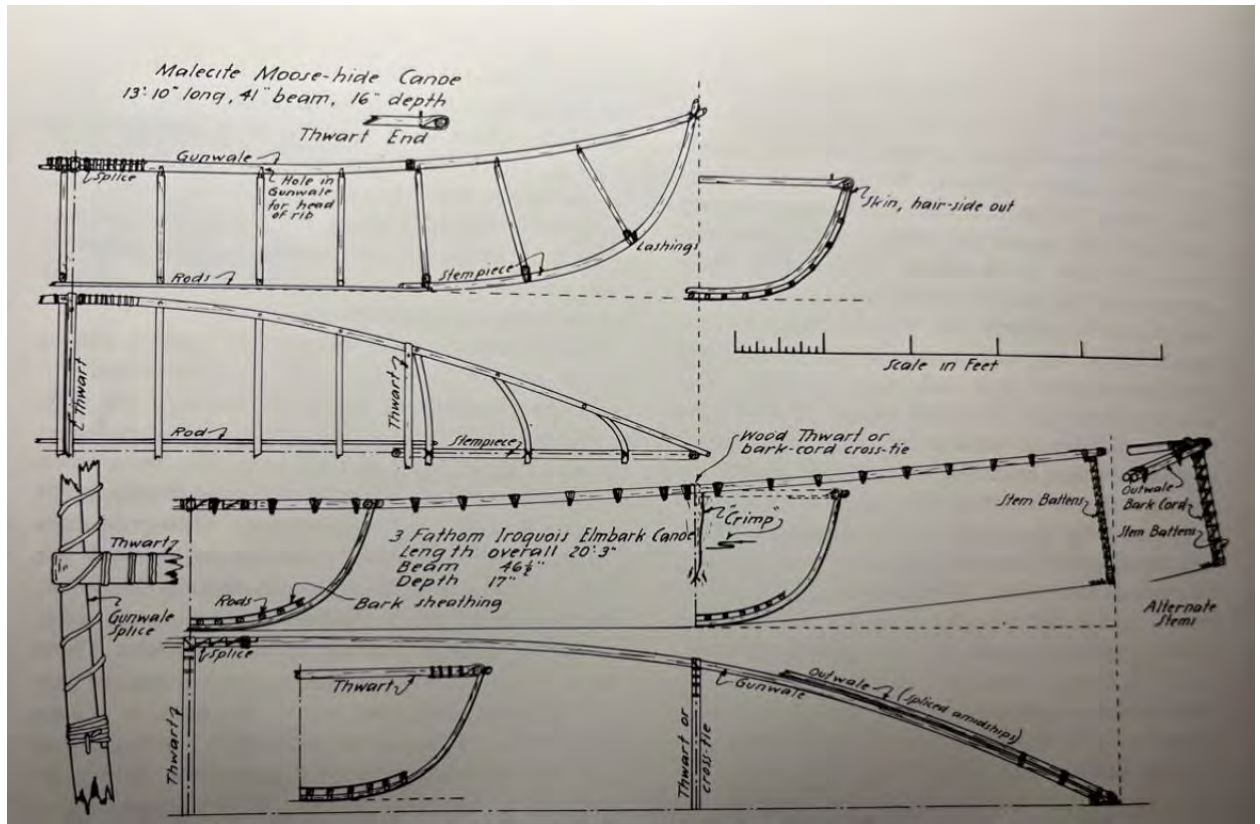 Malecite Moose-hide Canoe
13'-10" long, 41" beam, 16" depth
Thwart End
Gunwale
Splice
Hole in
Gunwale
for head
of rib
Skin, hair-side out
Lashings
Stempiece
Rods
Scale in Feet
Thwart
Thwart
Rod
Stempiece
Wood Thwart or
bark-cord cross-tie
Stem Battens
Outwale
Bark Cord
Stem Battens
"Crimp"
3 Fathom Iroquois Elmbark Canoe
Length overall 20'-3"
Beam 46½"
Depth 17"
Thwart
Rods
Bark sheathing
Gunwale
Splice
Alternate
Stems
Splice
Thwart
Outwale (spliced amidships)
Gunwale
Thwart
Thwart or
cross-tie